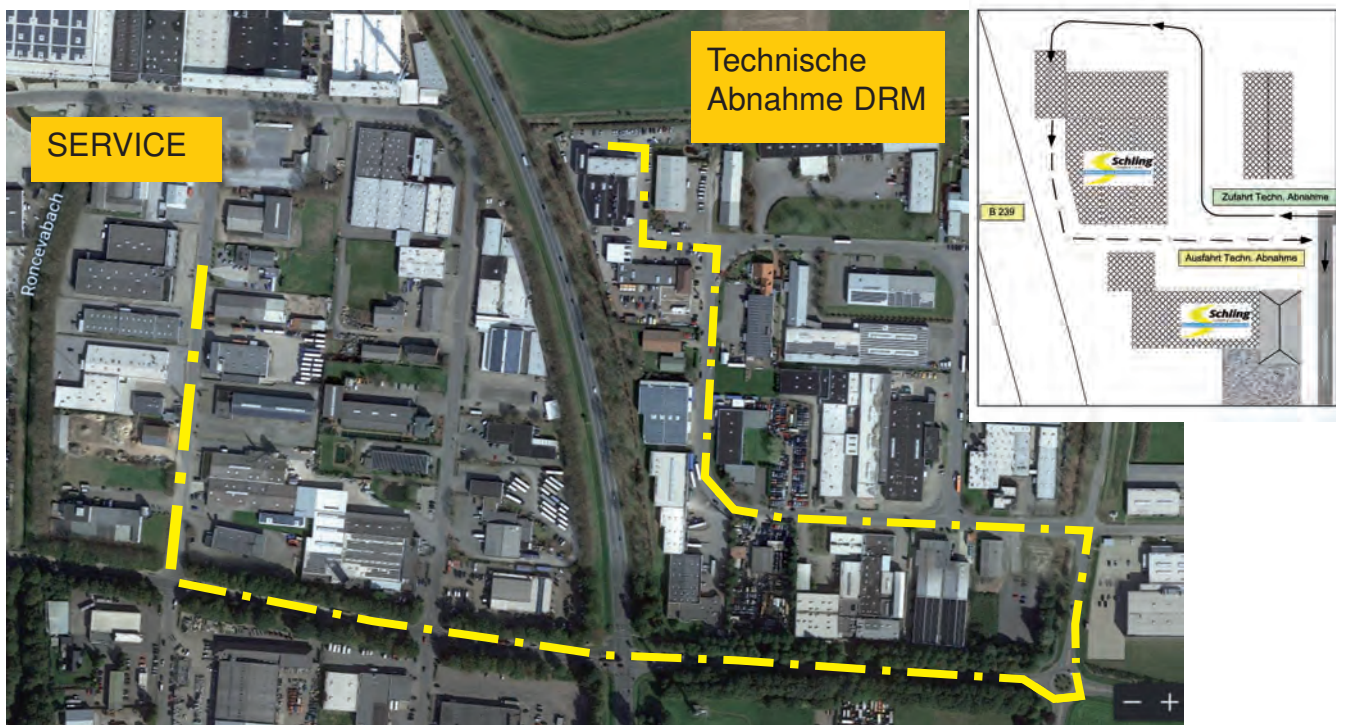 SERVICE
Technische
Abnahme DRM
Roncevabach
Schling
Zufahrt Techn. Abnahme
B 239
Ausfahrt Techn. Abnahme
Schling
− +